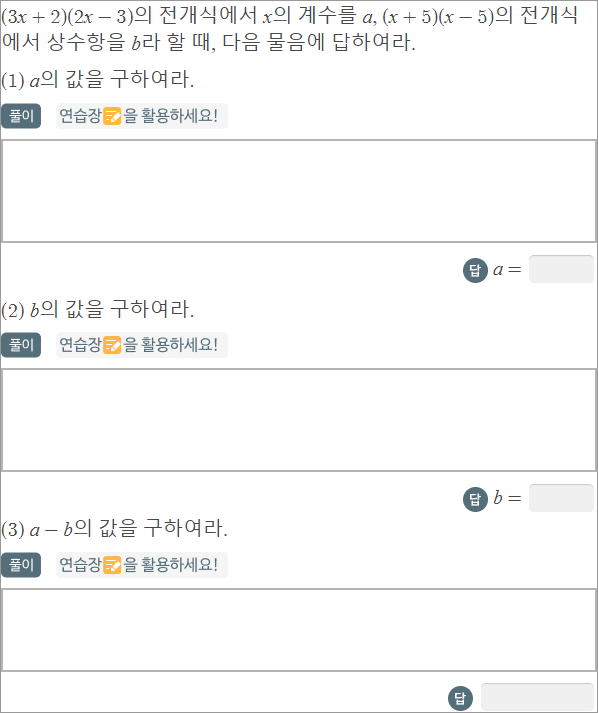 (3x + 2)(2x − 3)의 전개식에서 x의 계수를 a, (x + 5)(x − 5)의 전개식
에서 상수항을 b라 할 때, 다음 물음에 답하여라.
(1) a의 값을 구하여라.
풀이 연습장을 활용하세요!
답 a =
(2) b의 값을 구하여라.
풀이 연습장을 활용하세요!
답 b =
(3) a − b의 값을 구하여라.
풀이 연습장을 활용하세요!
답